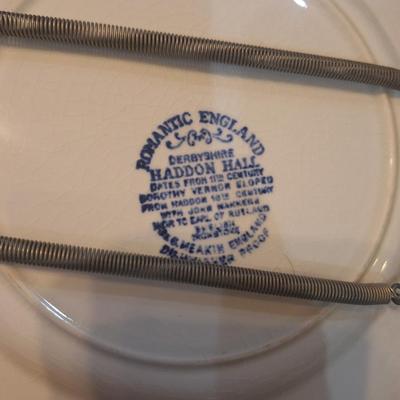 ROMANTIC ENGLAND
DERBYSHIRE
HADDON HALL
DATES FROM 11TH CENTURY
DOROTHY VERNON ELOPED
FROM HADDON 16TH CENTURY
WITH JOHN MANNERS
HEIR TO EARL OF RUTLAND
MEAKIN ENGLAND
PROOF